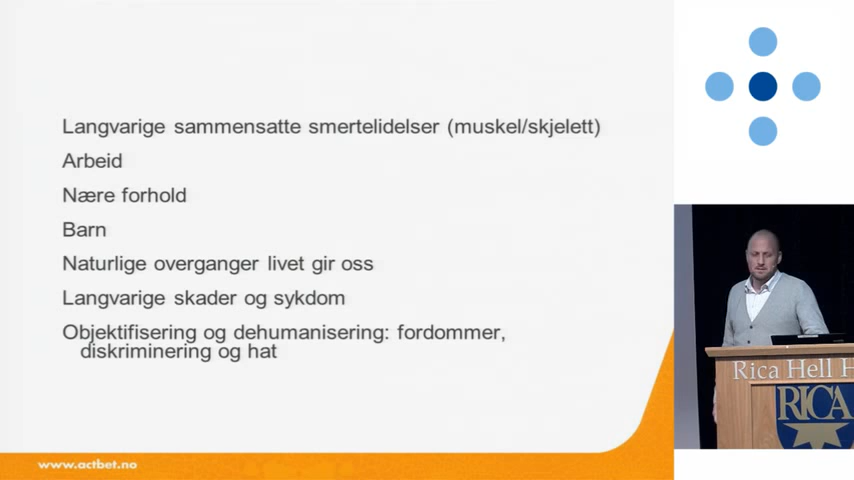 Langvarige sammensatte smertelidelser (muskel/skjelett)
Arbeid
Nære forhold
Barn
Naturlige overganger livet gir oss
Langvarige skader og sykdom
Objektifisering og dehumanisering: fordommer,
diskriminering og hat
www.actbet.no
Rica Hell H
RICA